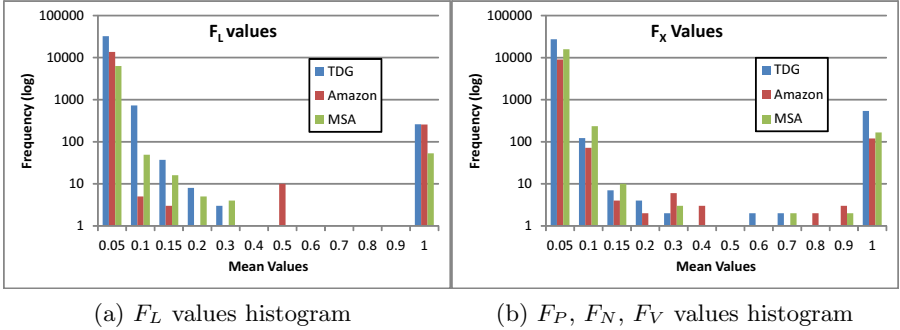 F_L values
Frequency (log)
100000
10000
1000
100
10
1
TDG
Amazon
MSA
0.05 0.1 0.15 0.2 0.3 0.4 0.5 0.6 0.7 0.8 0.9 1
Mean Values
F_X Values
Frequency (log)
100000
10000
1000
100
10
1
TDG
Amazon
MSA
0.05 0.1 0.15 0.2 0.3 0.4 0.5 0.6 0.7 0.8 0.9 1
Mean Values
(a) F_L values histogram
(b) F_P, F_N, F_V values histogram